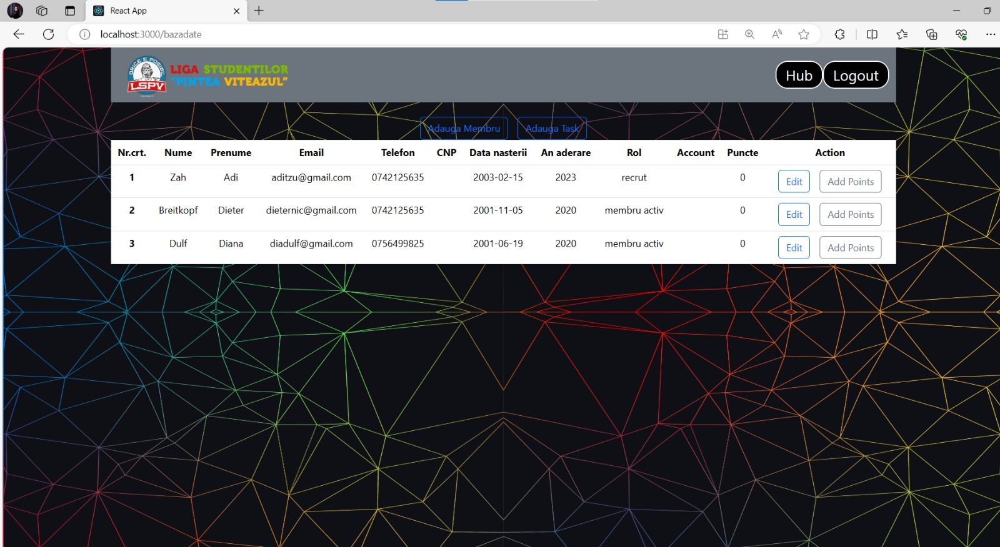 React App
localhost:3000/bazadate
ORICE E POSIBIL
LSPV
LIGA STUDENTILOR
"PINTEA VITEAZUL"
Hub Logout
Adauga Membru Adauga Task
Nr.crt. Nume Prenume Email Telefon CNP Data nasterii An aderare Rol Account Puncte Action
1 Zah Adi aditzu@gmail.com 0742125635 2003-02-15 2023 recrut 0 Edit Add Points
2 Breitkopf Dieter dieternic@gmail.com 0742125635 2001-11-05 2020 membru activ 0 Edit Add Points
3 Dulf Diana diadulf@gmail.com 0756499825 2001-06-19 2020 membru activ 0 Edit Add Points